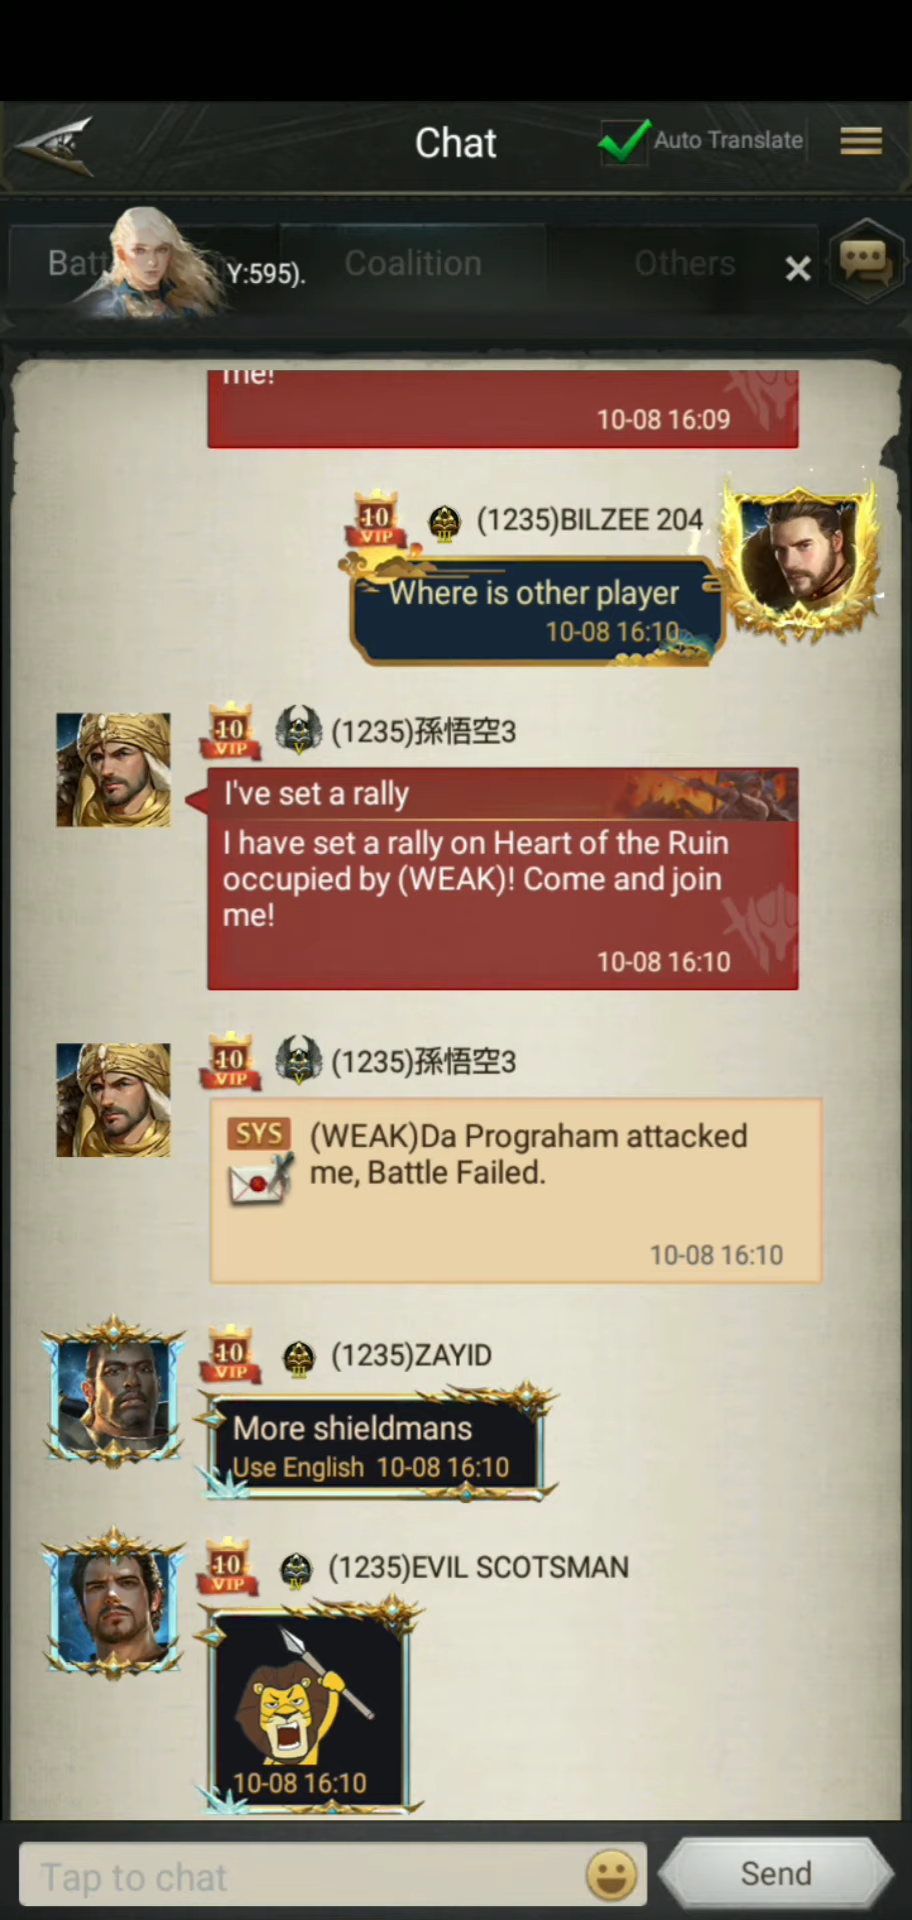 Chat
Auto Translate
Y:595).
Coalition
Others
me!
10-08 16:09
10
VIP
III
(1235)BILZEE 204
Where is other player
10-08 16:10
10
VIP
V
(1235)孫悟空3
I've set a rally
I have set a rally on Heart of the Ruin
occupied by (WEAK)! Come and join
me!
10-08 16:10
10
VIP
V
(1235)孫悟空3
SYS
(WEAK)Da Prograham attacked
me, Battle Failed.
10-08 16:10
10
VIP
III
(1235)ZAYID
More shieldmans
Use English 10-08 16:10
10
VIP
IV
(1235)EVIL SCOTSMAN
10-08 16:10
Tap to chat
Send